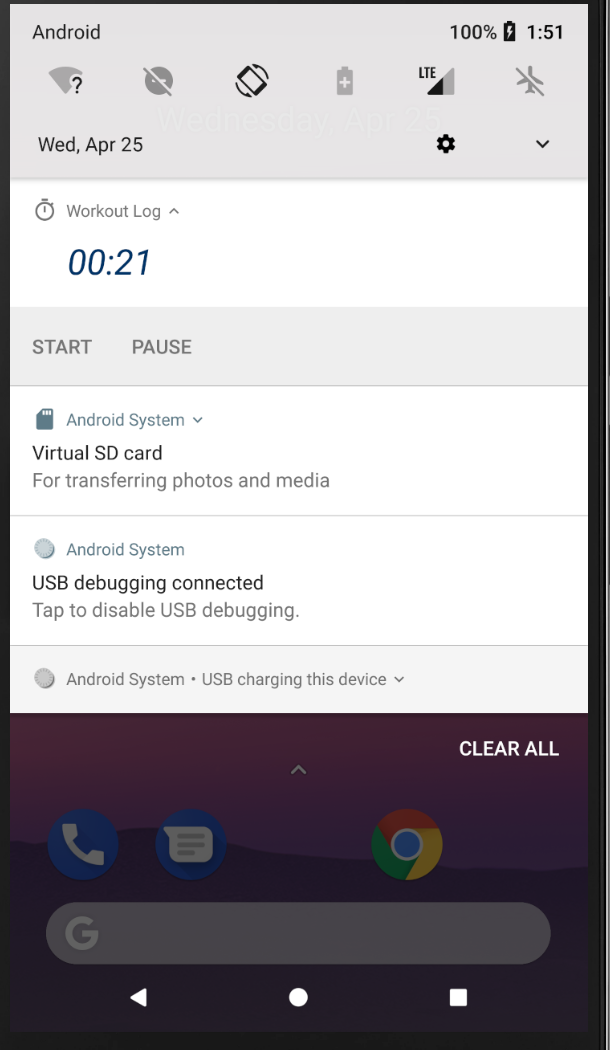 Android 100% 1:51
LTE
Wednesday, Apr 25
Wed, Apr 25
Workout Log
00:21
START PAUSE
Android System
Virtual SD card
For transferring photos and media
Android System
USB debugging connected
Tap to disable USB debugging.
Android System • USB charging this device
CLEAR ALL
G